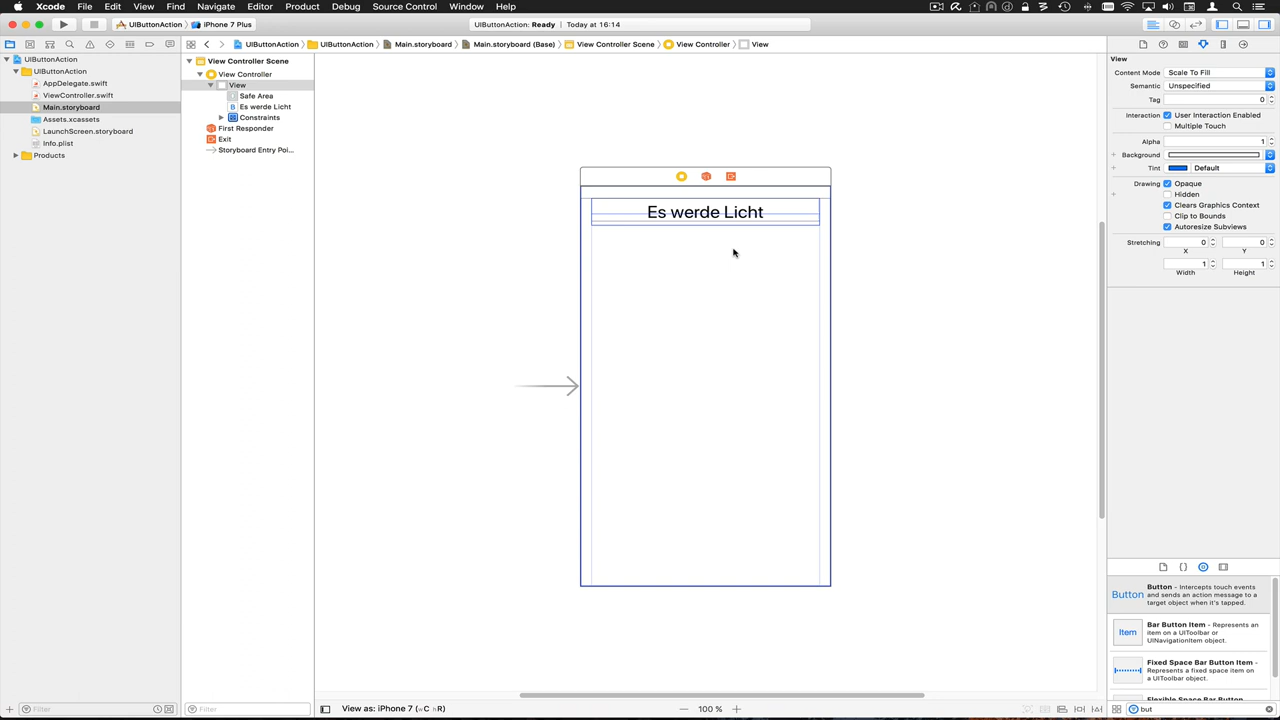 Xcode File Edit View Find Navigate Editor Product Debug Source Control Window Help
UIButtonAction iPhone 7 Plus
UIButtonAction: Ready Today at 16:14
UIButtonAction UIButtonAction Main.storyboard Main.storyboard (Base) View Controller Scene View Controller View
UIButtonAction
UIButtonAction
AppDelegate.swift
ViewController.swift
Main.storyboard
Assets.xcassets
LaunchScreen.storyboard
Info.plist
Products
View Controller Scene
View Controller
View
Safe Area
B Es werde Licht
Constraints
First Responder
Exit
Storyboard Entry Poi...
Es werde Licht
View
Content Mode Scale To Fill
Semantic Unspecified
Tag 0
Interaction User Interaction Enabled
Multiple Touch
Alpha 1
Background
Tint Default
Drawing Opaque
Hidden
Clears Graphics Context
Clip to Bounds
Autoresize Subviews
Stretching 0 0
X Y
1 1
Width Height
Button Button - Intercepts touch events
and sends an action message to a
target object when it's tapped.
Item Bar Button Item - Represents an
item on a UIToolbar or
UINavigationItem object.
Fixed Space Bar Button Item -
Represents a fixed space item on
a UIToolbar object.
Flexible Space Bar Button
Filter
Filter
View as: iPhone 7 (wC hR)
100 %
but